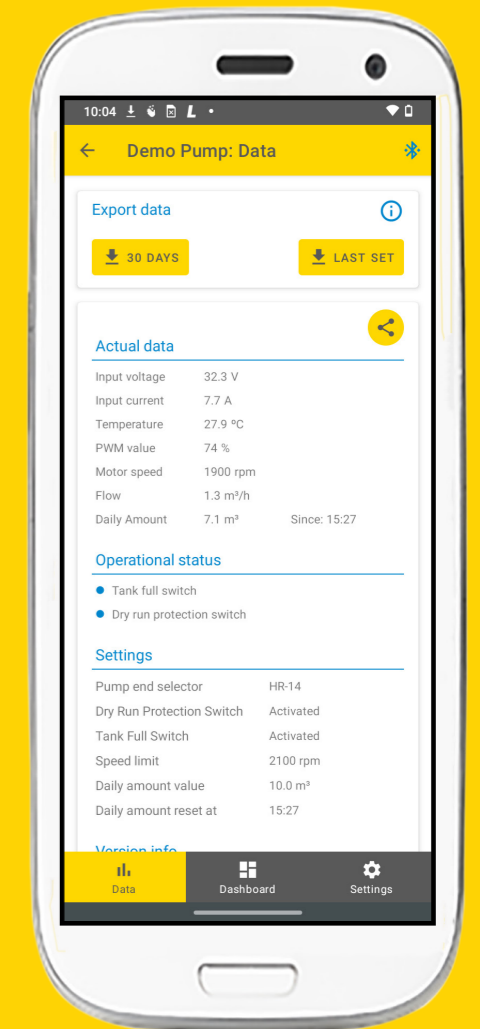 10:04
Demo Pump: Data
Export data
30 DAYS LAST SET
Actual data
Input voltage 32.3 V
Input current 7.7 A
Temperature 27.9 ºC
PWM value 74 %
Motor speed 1900 rpm
Flow 1.3 m³/h
Daily Amount 7.1 m³ Since: 15:27
Operational status
Tank full switch
Dry run protection switch
Settings
Pump end selector HR-14
Dry Run Protection Switch Activated
Tank Full Switch Activated
Speed limit 2100 rpm
Daily amount value 10.0 m³
Daily amount reset at 15:27
Version info
Data Dashboard Settings